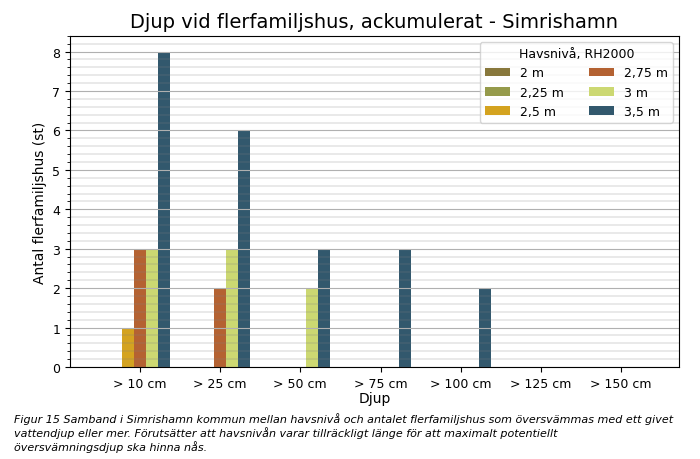 Djup vid flerfamiljshus, ackumulerat - Simrishamn
Havsnivå, RH2000
2 m
2,25 m
2,5 m
2,75 m
3 m
3,5 m
Antal flerfamiljshus (st)
8
7
6
5
4
3
2
1
0
> 10 cm
> 25 cm
> 50 cm
> 75 cm
> 100 cm
> 125 cm
> 150 cm
Djup
Figur 15 Samband i Simrishamn kommun mellan havsnivå och antalet flerfamiljshus som översvämmas med ett givet
vattendjup eller mer. Förutsätter att havsnivån varar tillräckligt länge för att maximalt potentiellt
översvämningsdjup ska hinna nås.